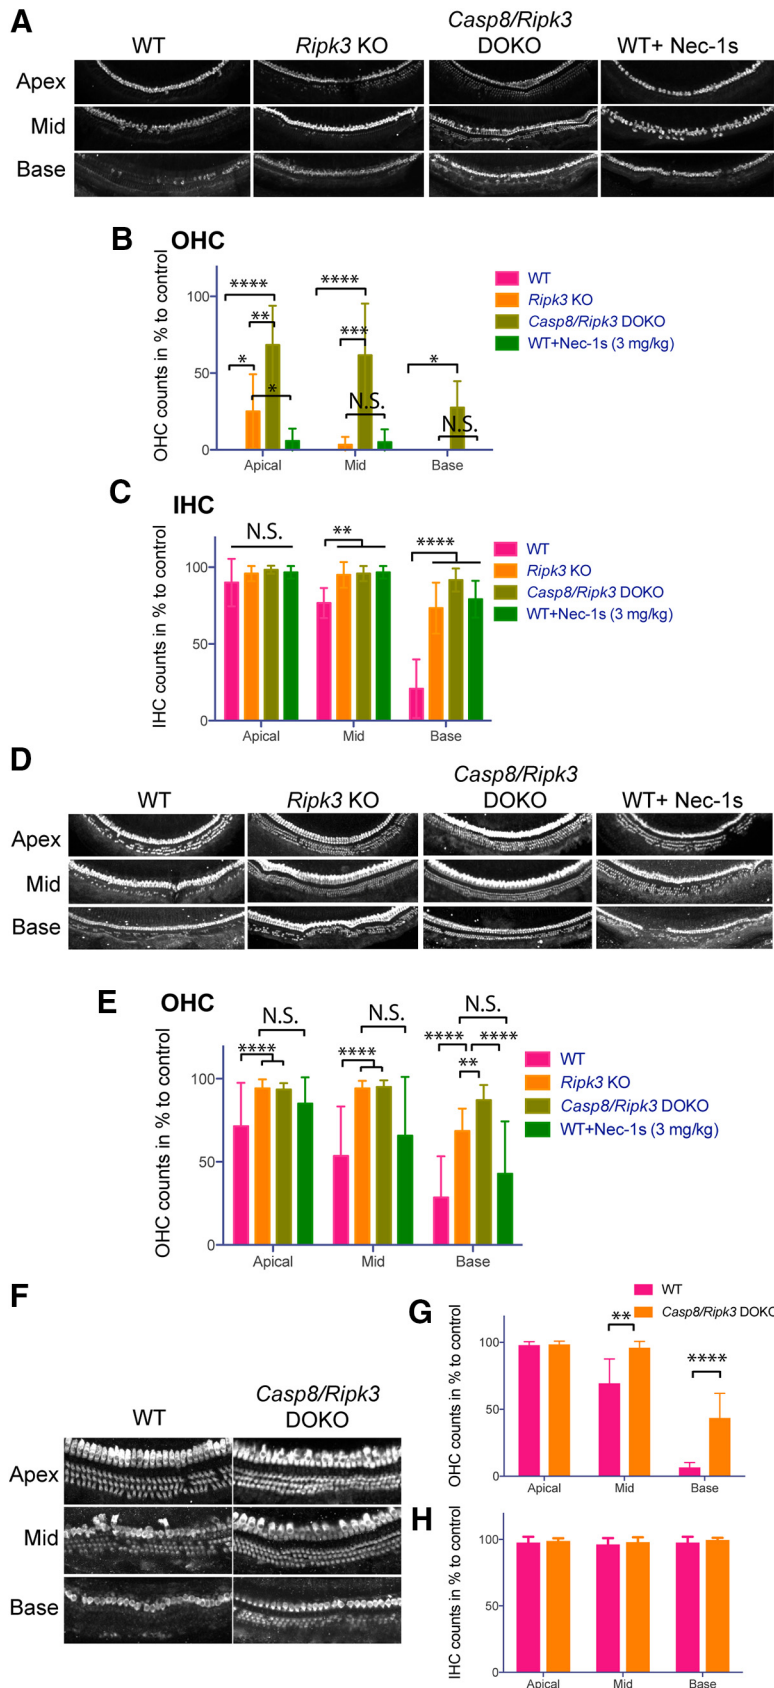 A
WT
Ripk3 KO
Casp8/Ripk3
DOKO
WT+ Nec-1s
Apex
Mid
Base
B
OHC
OHC counts in % to control
100
50
0
****
**
*
*
****
***
N.S.
*
N.S.
Apical
Mid
Base
WT
Ripk3 KO
Casp8/Ripk3 DOKO
WT+Nec-1s (3 mg/kg)
C
IHC
IHC counts in % to control
100
50
0
N.S.
**
****
Apical
Mid
Base
WT
Ripk3 KO
Casp8/Ripk3 DOKO
WT+Nec-1s (3 mg/kg)
D
WT
Ripk3 KO
Casp8/Ripk3
DOKO
WT+ Nec-1s
Apex
Mid
Base
E
OHC
OHC counts in % to control
100
50
0
N.S.
****
N.S.
****
N.S.
****
****
**
Apical
Mid
Base
WT
Ripk3 KO
Casp8/Ripk3 DOKO
WT+Nec-1s (3 mg/kg)
F
WT
Casp8/Ripk3
DOKO
Apex
Mid
Base
G
WT
Casp8/Ripk3 DOKO
OHC counts in % to control
100
50
0
**
****
Apical
Mid
Base
H
IHC counts in % to control
100
50
0
Apical
Mid
Base